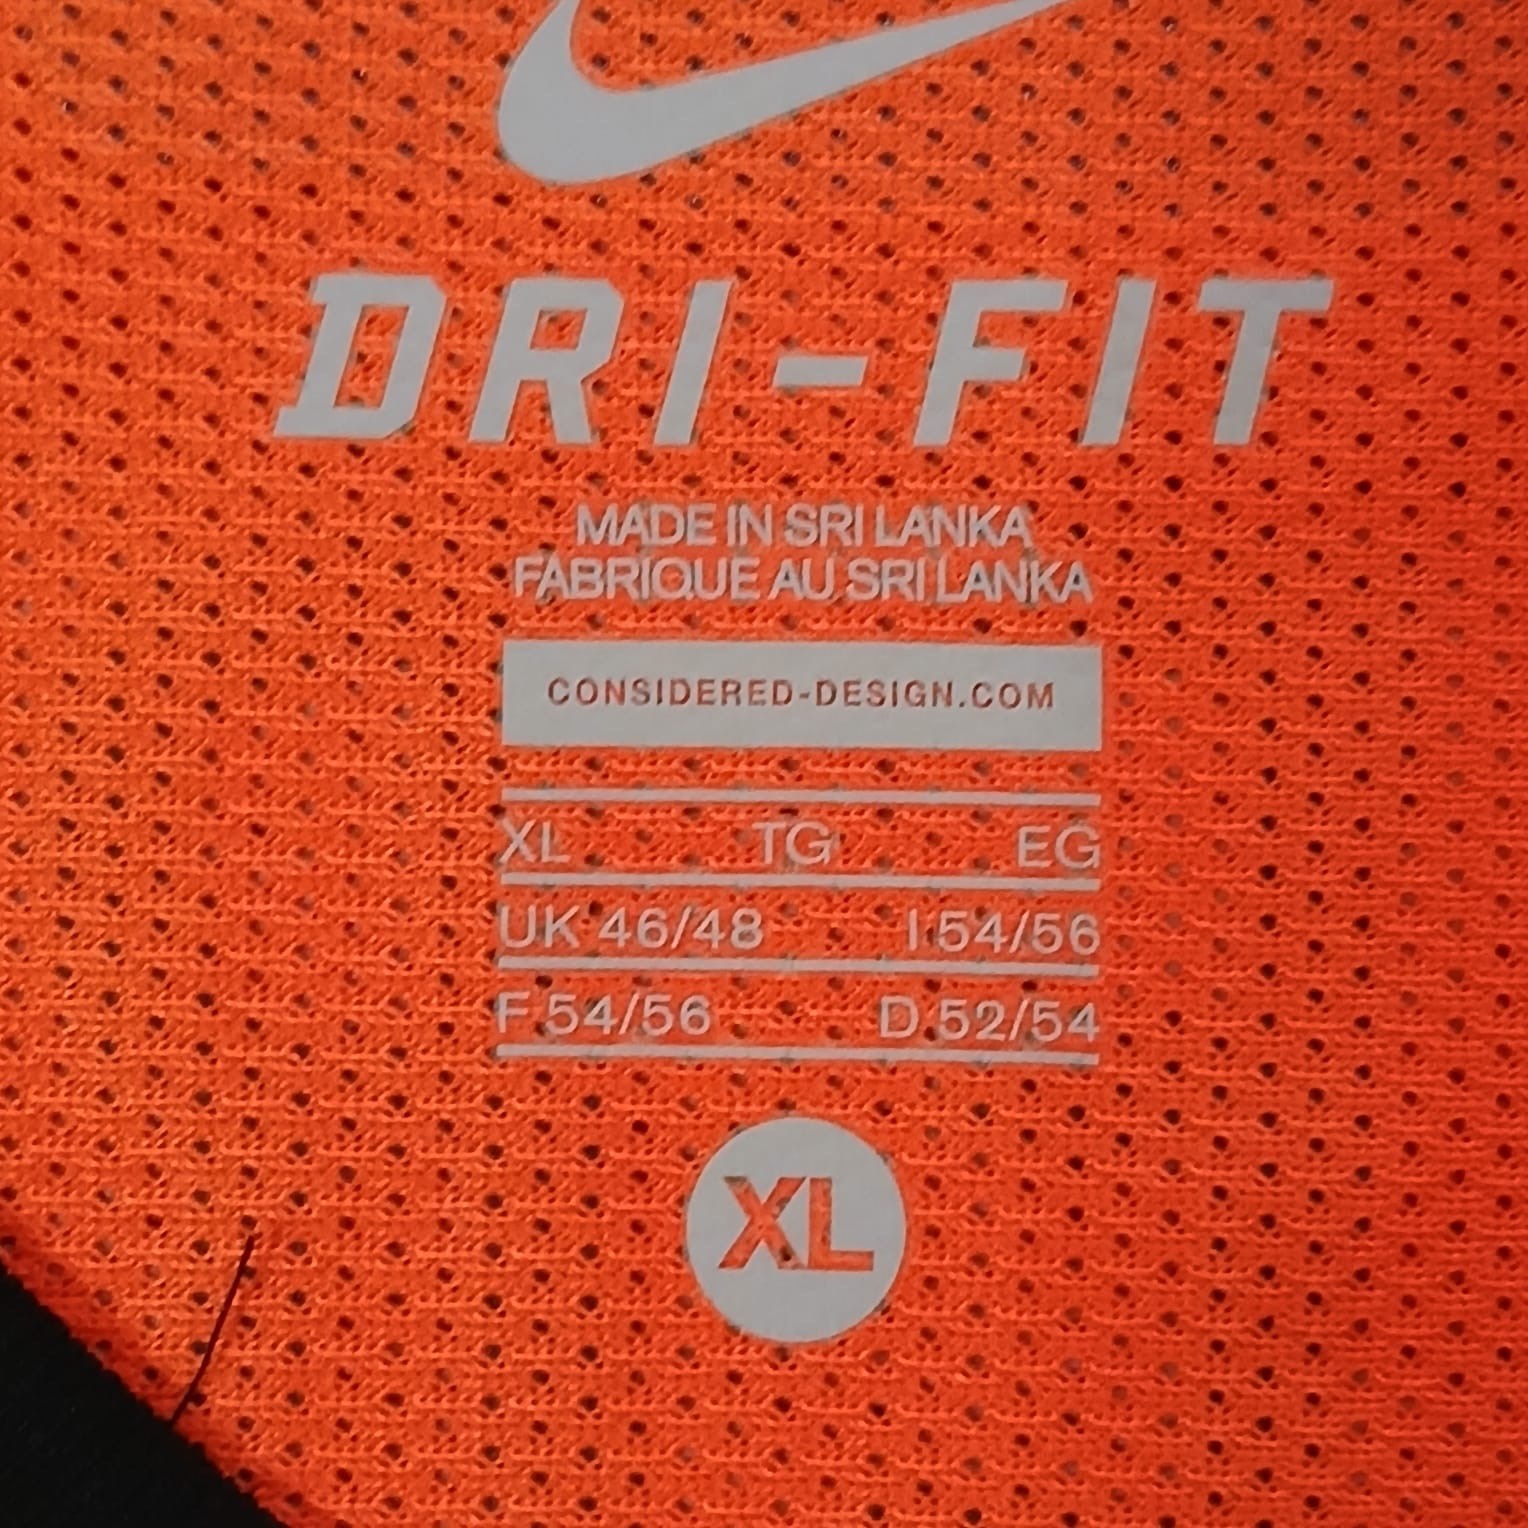 DRI-FIT
MADE IN SRI LANKA
FABRIQUE AU SRI LANKA
CONSIDERED-DESIGN.COM
XL TG EG
UK 46/48 I 54/56
F 54/56 D 52/54
XL